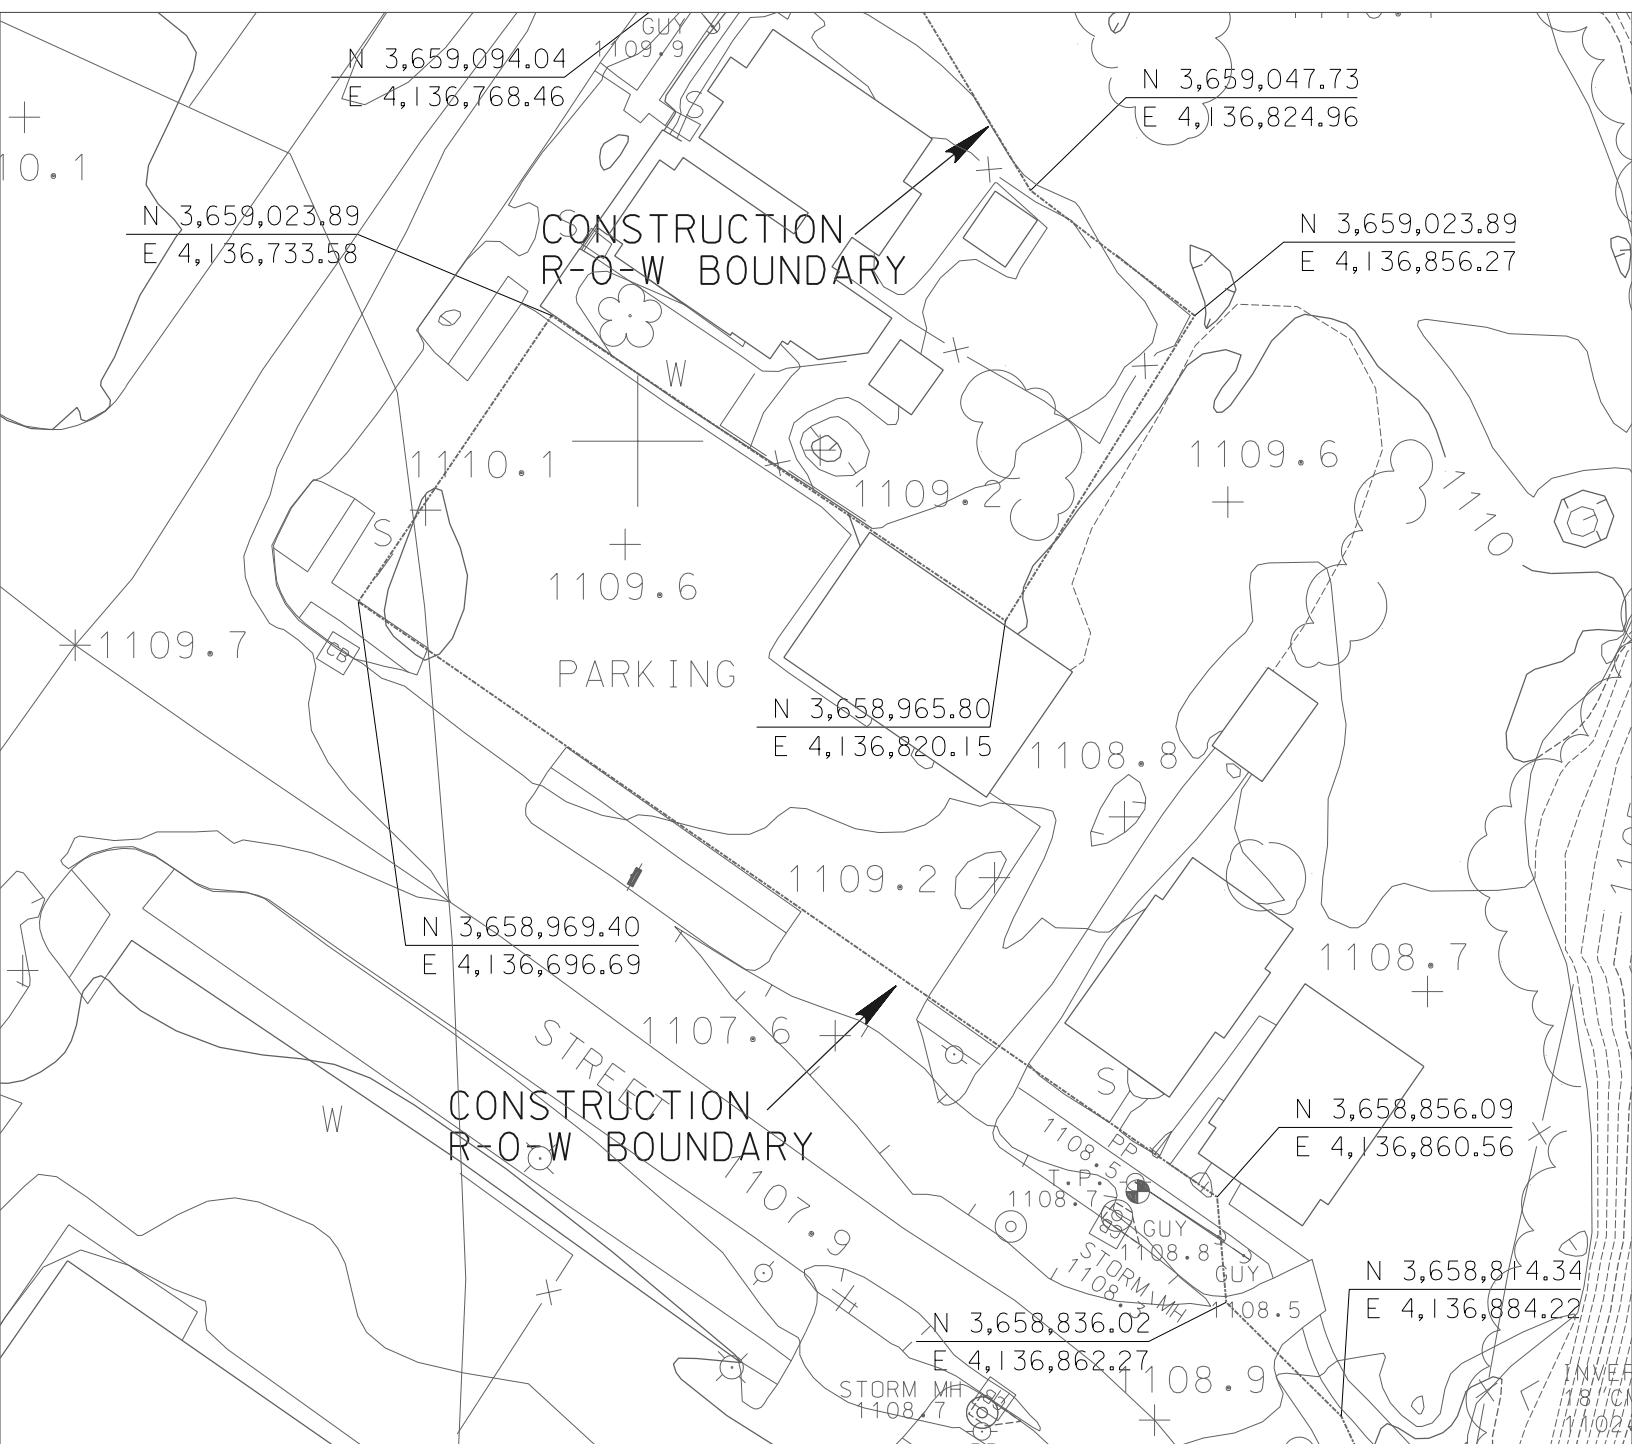 GUY
1109.9
N 3,659,094.04
E 4,136,768.46
N 3,659,047.73
E 4,136,824.96
S
10.1
N 3,659,023.89
E 4,136,733.58
S
CONSTRUCTION
R-O-W BOUNDARY
N 3,659,023.89
E 4,136,856.27
W
1110.1
1109.6
1109.2
1110
S
1109.6
1109.7
CB
PARKING
N 3,658,965.80
E 4,136,820.15
1108.8
1109.2
N 3,658,969.40
E 4,136,696.69
1108.7
1107.6
STREET
S
CONSTRUCTION
R-O-W BOUNDARY
W
N 3,658,856.09
E 4,136,860.56
PP
1108.5
T.P.
1108.7
1107.9
GUY
1108.8
STORM MH
1108.3
GUY
1108.5
N 3,658,814.34
E 4,136,884.22
N 3,658,836.02
E 4,136,862.27
1108.9
STORM MH
1108.7
INVER
18" CM
1102